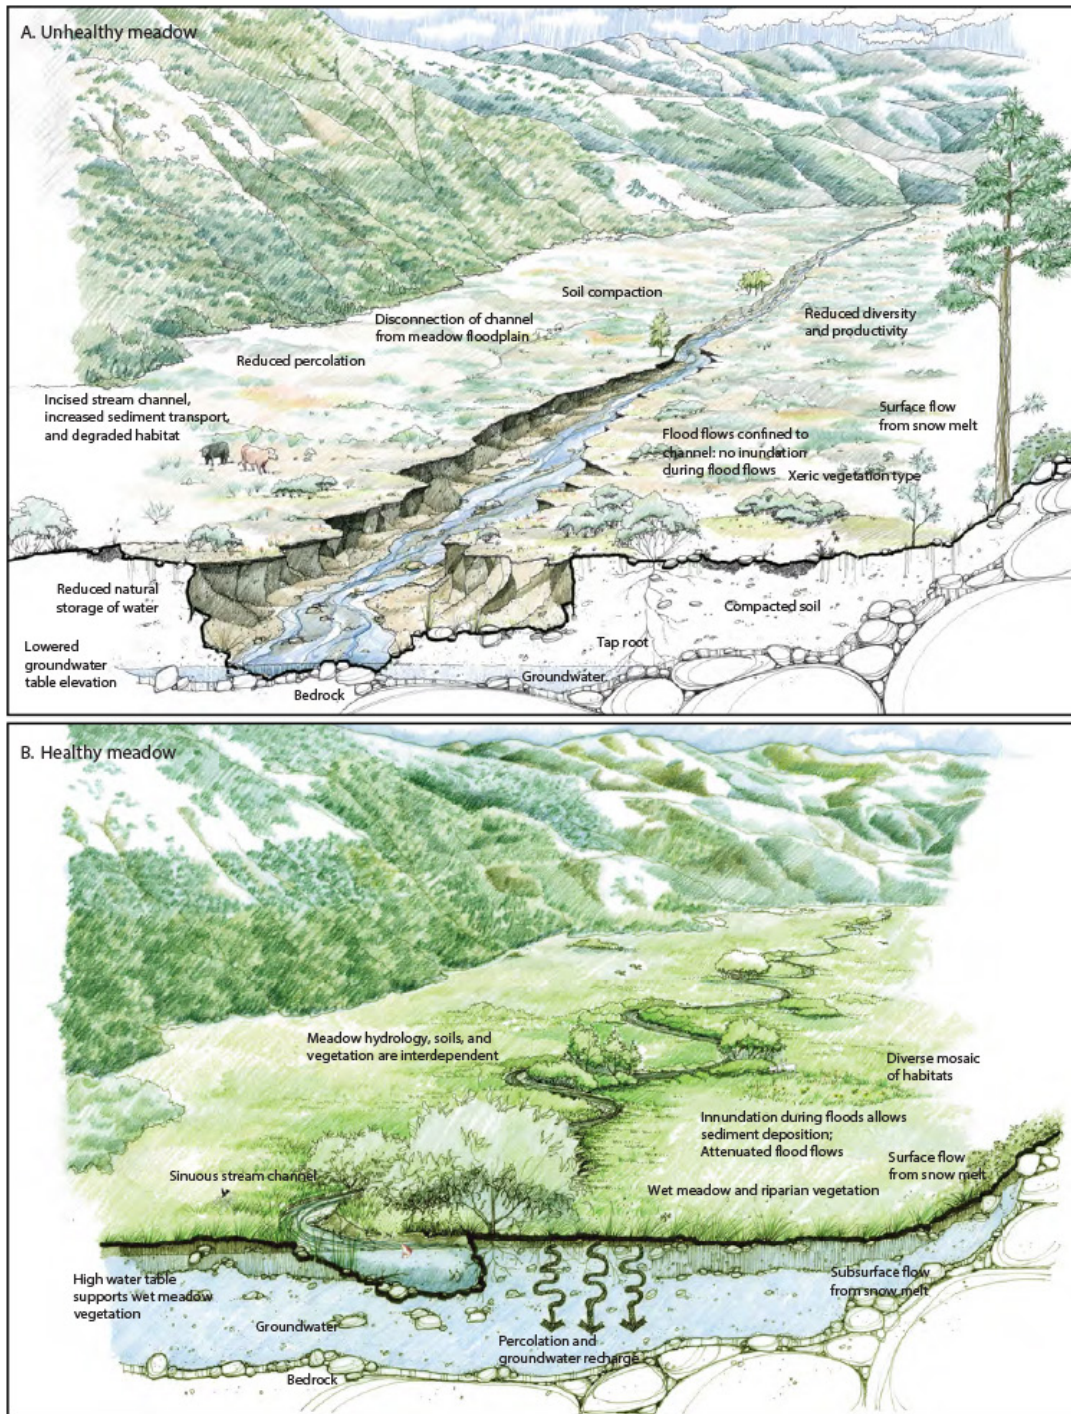 A. Unhealthy meadow
Soil compaction
Disconnection of channel
from meadow floodplain
Reduced diversity
and productivity
Reduced percolation
Incised stream channel,
increased sediment transport,
and degraded habitat
Surface flow
from snow melt
Flood flows confined to
channel: no inundation
during flood flows
Xeric vegetation type
Reduced natural
storage of water
Compacted soil
Tap root
Lowered
groundwater
table elevation
Groundwater
Bedrock
B. Healthy meadow
Meadow hydrology, soils, and
vegetation are interdependent
Diverse mosaic
of habitats
Innundation during floods allows
sediment deposition;
Attenuated flood flows
Surface flow
from snow melt
Sinuous stream channel
Wet meadow and riparian vegetation
High water table
supports wet meadow
vegetation
Subsurface flow
from snow melt
Groundwater
Percolation and
groundwater recharge
Bedrock